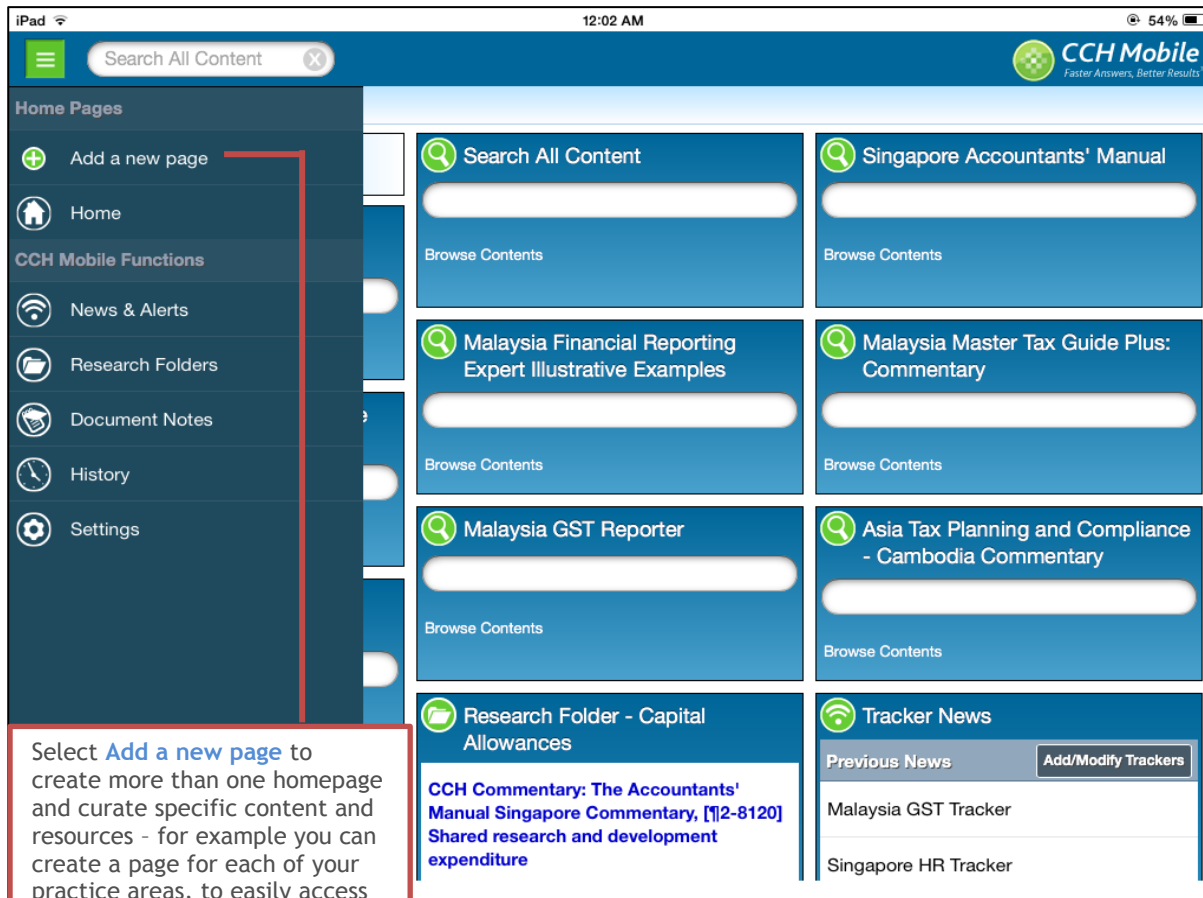 iPad
12:02 AM
54%
Search All Content
CCH Mobile
Faster Answers, Better Results
Home Pages
Add a new page
Home
CCH Mobile Functions
News & Alerts
Research Folders
Document Notes
History
Settings
Search All Content
Browse Contents
Singapore Accountants' Manual
Browse Contents
Malaysia Financial Reporting
Expert Illustrative Examples
Browse Contents
Malaysia Master Tax Guide Plus:
Commentary
Browse Contents
Malaysia GST Reporter
Browse Contents
Asia Tax Planning and Compliance
- Cambodia Commentary
Browse Contents
Research Folder - Capital
Allowances
CCH Commentary: The Accountants'
Manual Singapore Commentary, [¶2-8120]
Shared research and development
expenditure
Tracker News
Previous News
Add/Modify Trackers
Malaysia GST Tracker
Singapore HR Tracker
Select Add a new page to
create more than one homepage
and curate specific content and
resources – for example you can
create a page for each of your
practice areas, to easily access